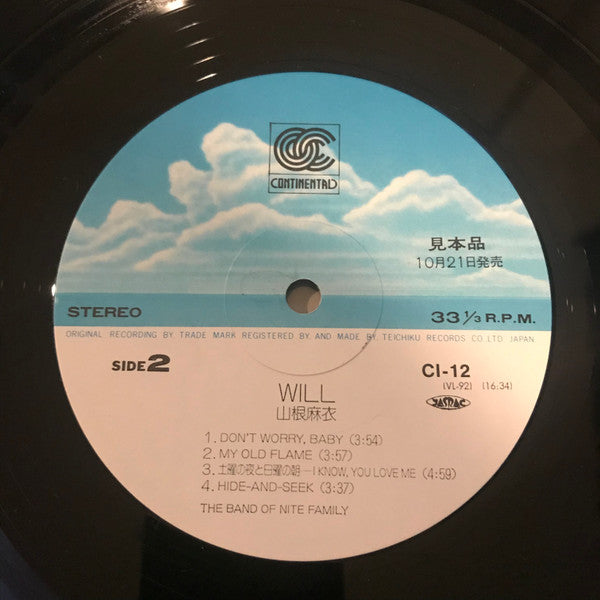 CONTINENTAL
見本品
10月21日発売
STEREO
33 1/3 R.P.M.
ORIGINAL RECORDING BY TRADE MARK REGISTERED BY. AND MADE BY. TEICHIKU RECORDS CO. LTD. JAPAN.
SIDE 2
CI-12
(VL-92) (16:34)
JASRAC
WILL
山根麻衣
1. DON'T WORRY, BABY (3:54)
2. MY OLD FLAME (3:57)
3. 土曜の夜と日曜の朝 —I KNOW, YOU LOVE ME (4:59)
4. HIDE-AND-SEEK (3:37)
THE BAND OF NITE FAMILY